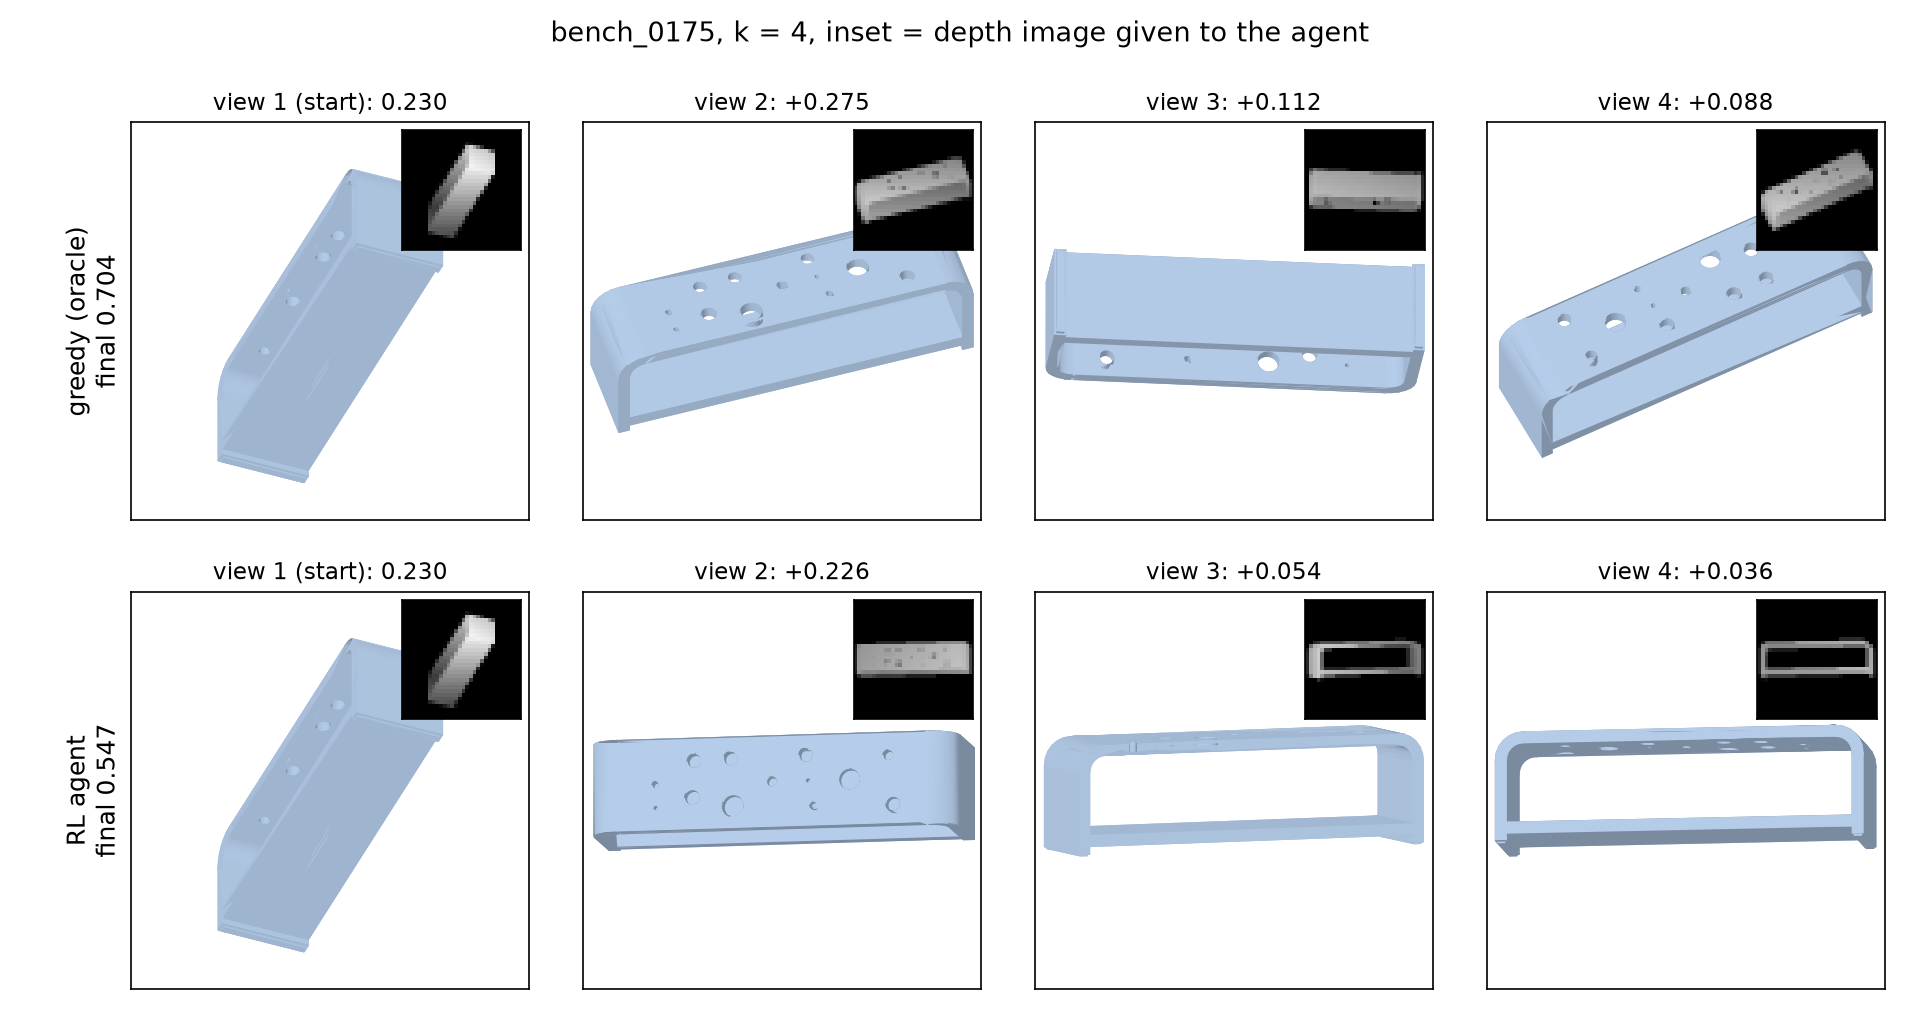 bench_0175, k = 4, inset = depth image given to the agent
view 1 (start): 0.230
view 2: +0.275
view 3: +0.112
view 4: +0.088
greedy (oracle)
final 0.704
view 1 (start): 0.230
view 2: +0.226
view 3: +0.054
view 4: +0.036
RL agent
final 0.547